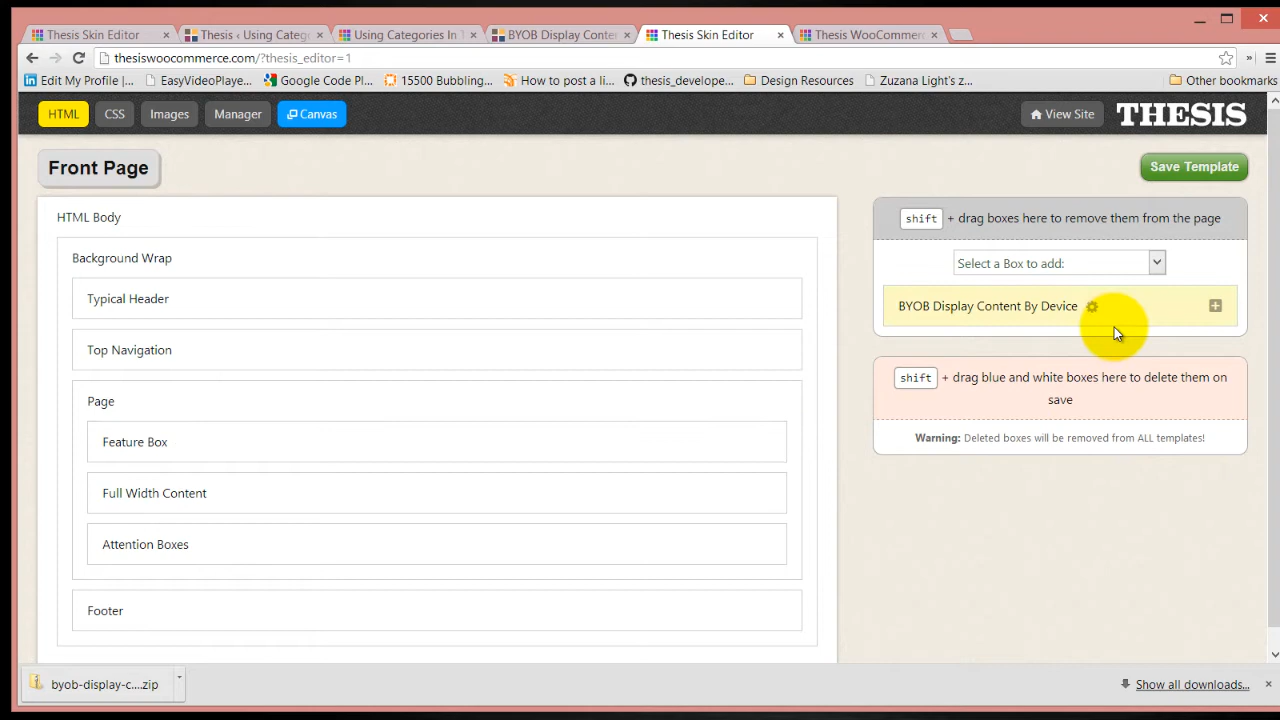 Thesis Skin Editor
Thesis ‹ Using Catego
Using Categories In T
BYOB Display Conten
Thesis Skin Editor
Thesis WooCommerc
thesiswoocommerce.com/?thesis_editor=1
Edit My Profile |...
EasyVideoPlaye...
Google Code Pl...
15500 Bubbling...
How to post a li...
thesis_develope...
Design Resources
Zuzana Light's z...
Other bookmarks
HTML
CSS
Images
Manager
Canvas
View Site
THESIS
Front Page
Save Template
HTML Body
Background Wrap
Typical Header
Top Navigation
Page
Feature Box
Full Width Content
Attention Boxes
Footer
shift + drag boxes here to remove them from the page
Select a Box to add:
BYOB Display Content By Device
shift + drag blue and white boxes here to delete them on
save
Warning: Deleted boxes will be removed from ALL templates!
byob-display-c....zip
Show all downloads...